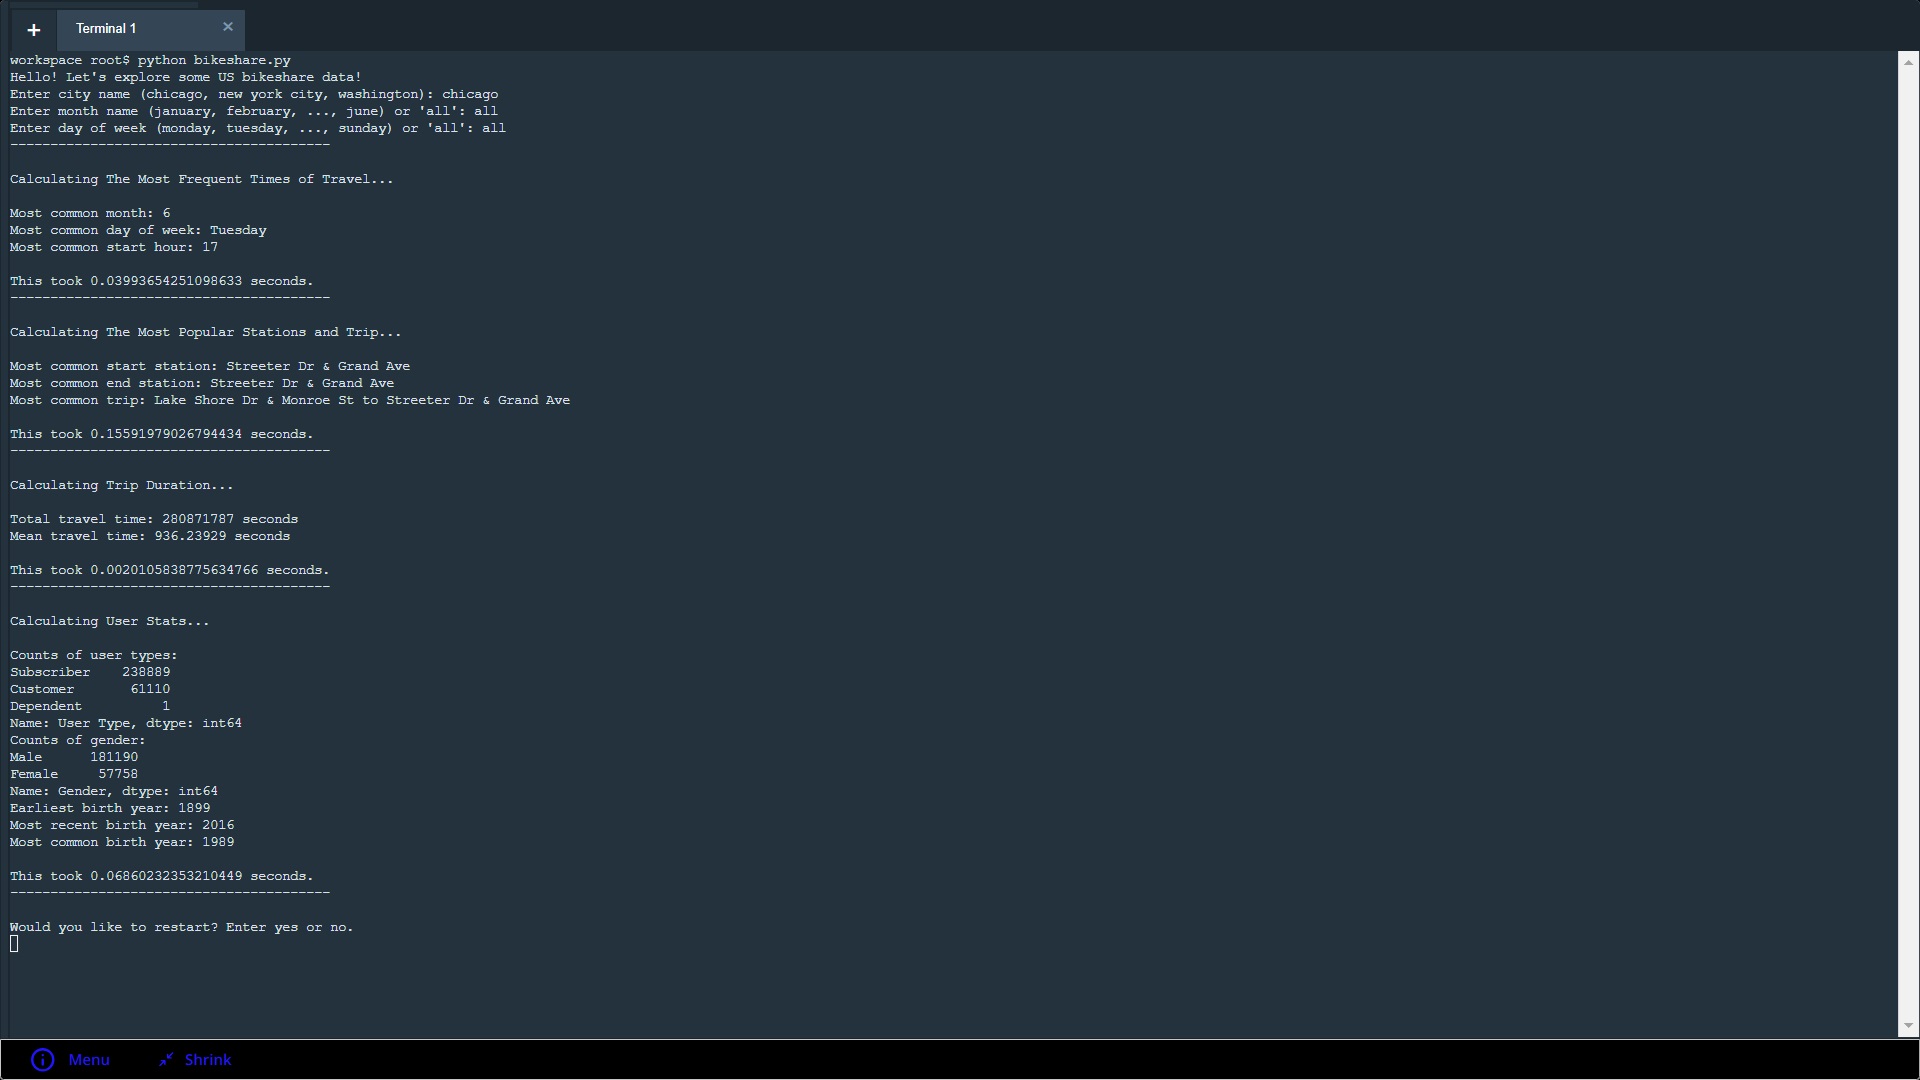 + Terminal 1 ×
workspace root$ python bikeshare.py
Hello! Let's explore some US bikeshare data!
Enter city name (chicago, new york city, washington): chicago
Enter month name (january, february, ..., june) or 'all': all
Enter day of week (monday, tuesday, ..., sunday) or 'all': all
----------------------------------------
Calculating The Most Frequent Times of Travel...
Most common month: 6
Most common day of week: Tuesday
Most common start hour: 17
This took 0.03993654251098633 seconds.
----------------------------------------
Calculating The Most Popular Stations and Trip...
Most common start station: Streeter Dr & Grand Ave
Most common end station: Streeter Dr & Grand Ave
Most common trip: Lake Shore Dr & Monroe St to Streeter Dr & Grand Ave
This took 0.15591979026794434 seconds.
----------------------------------------
Calculating Trip Duration...
Total travel time: 280871787 seconds
Mean travel time: 936.23929 seconds
This took 0.0020105838775634766 seconds.
----------------------------------------
Calculating User Stats...
Counts of user types:
Subscriber    238889
Customer       61110
Dependent          1
Name: User Type, dtype: int64
Counts of gender:
Male      181190
Female     57758
Name: Gender, dtype: int64
Earliest birth year: 1899
Most recent birth year: 2016
Most common birth year: 1989
This took 0.06860232353210449 seconds.
----------------------------------------
Would you like to restart? Enter yes or no.
Menu Shrink